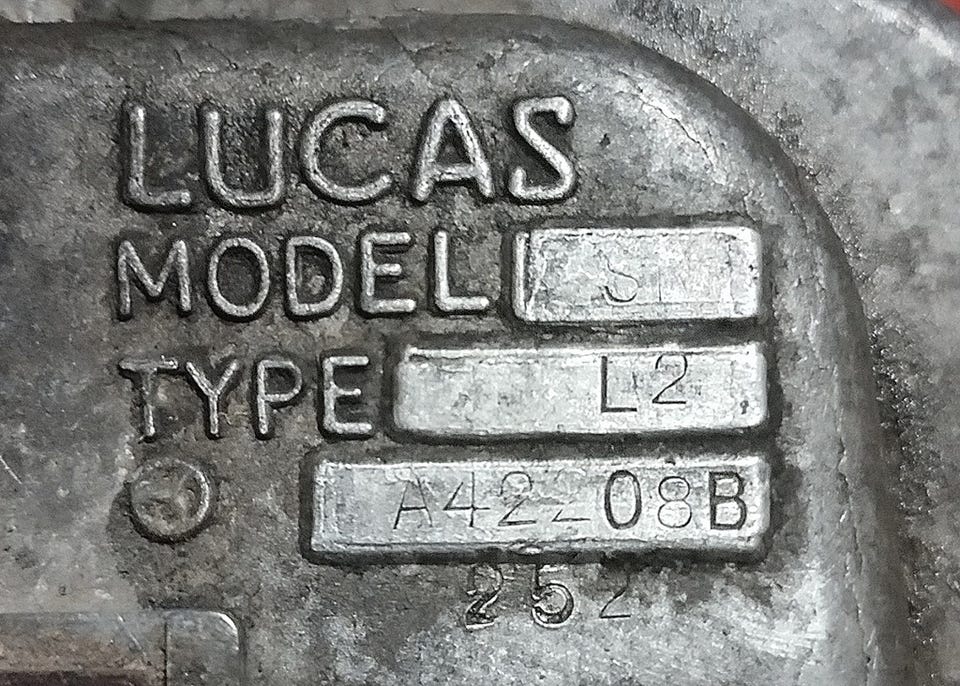 LUCAS
MODEL
TYPE L2
A42208B
252